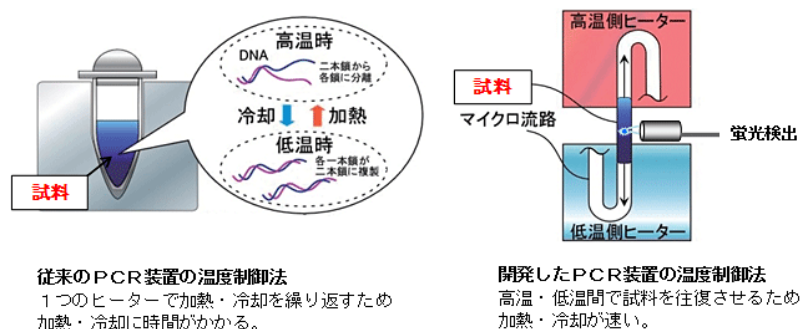 高温時
DNA
二本鎖から
各鎖に分離
冷却
加熱
低温時
各一本鎖が
二本鎖に複製
試料
従来のＰＣＲ装置の温度制御法
１つのヒーターで加熱・冷却を繰り返すため
加熱・冷却に時間がかかる。
高温側ヒーター
試料
マイクロ流路
蛍光検出
低温側ヒーター
開発したＰＣＲ装置の温度制御法
高温・低温間で試料を往復させるため
加熱・冷却が速い。